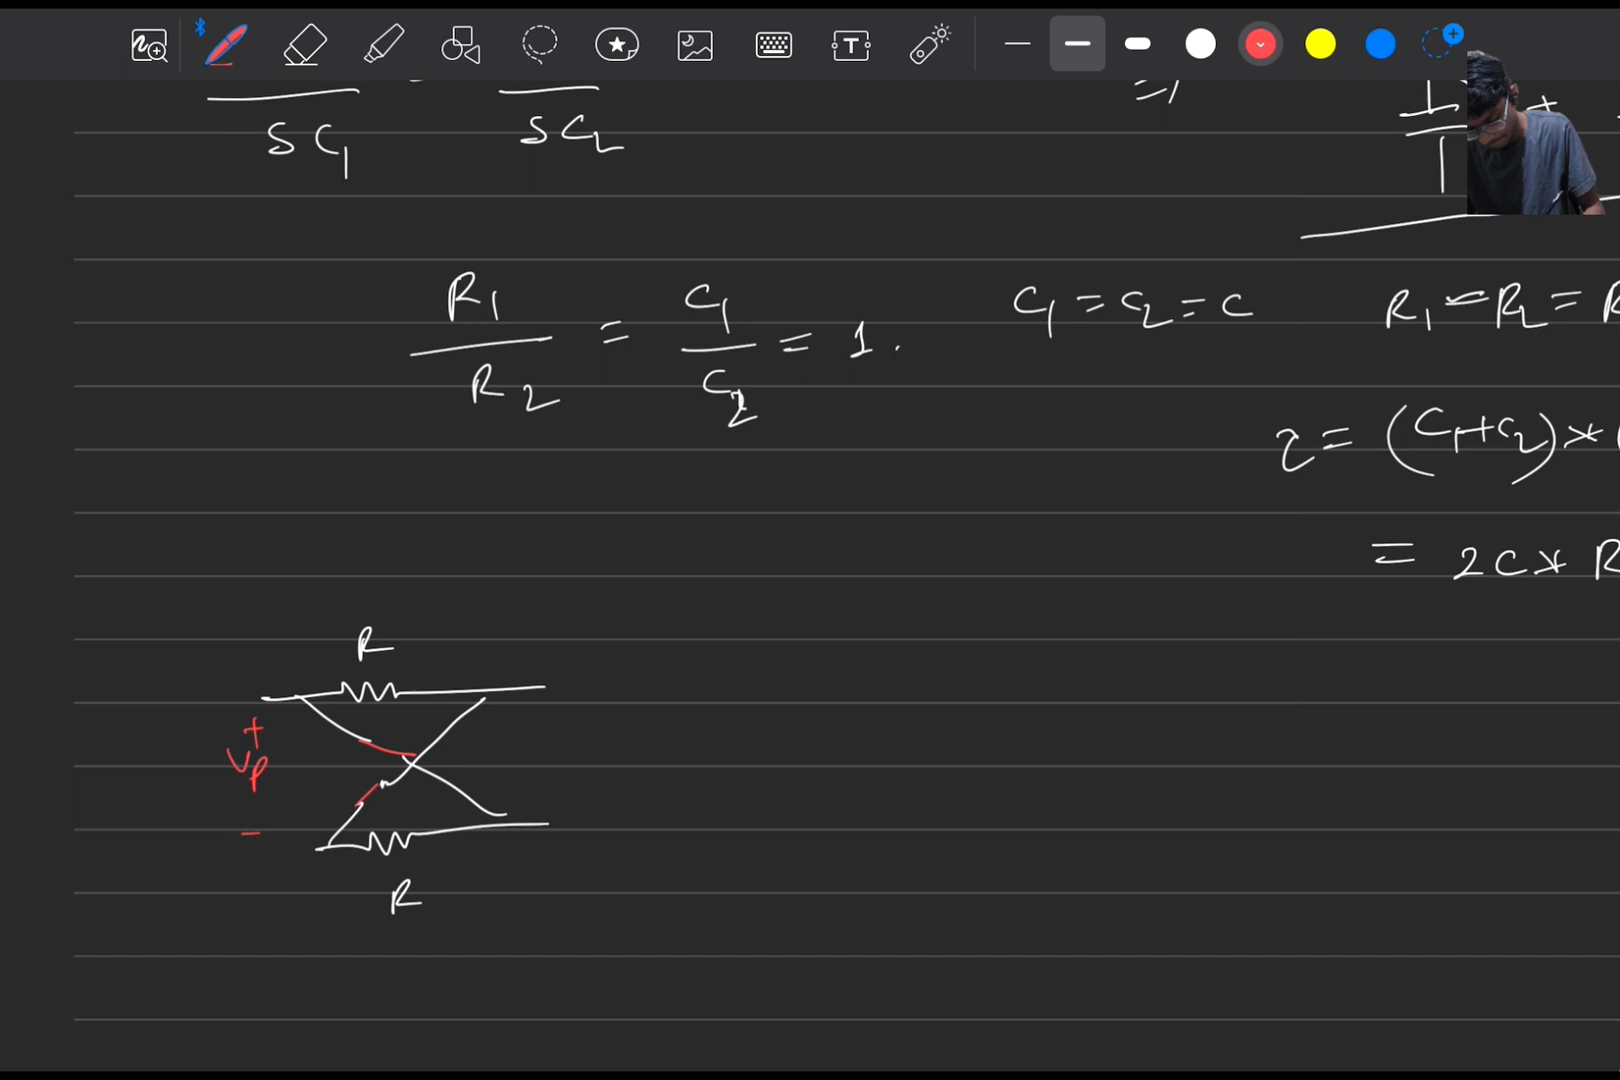 sC₁ sC₂
R₁ / R₂ = C₁ / C₂ = 1. C₁ = C₂ = C R₁ = R₂ = R
τ = (C₁+C₂)*(
= 2C* R
R
+
Vp
-
R